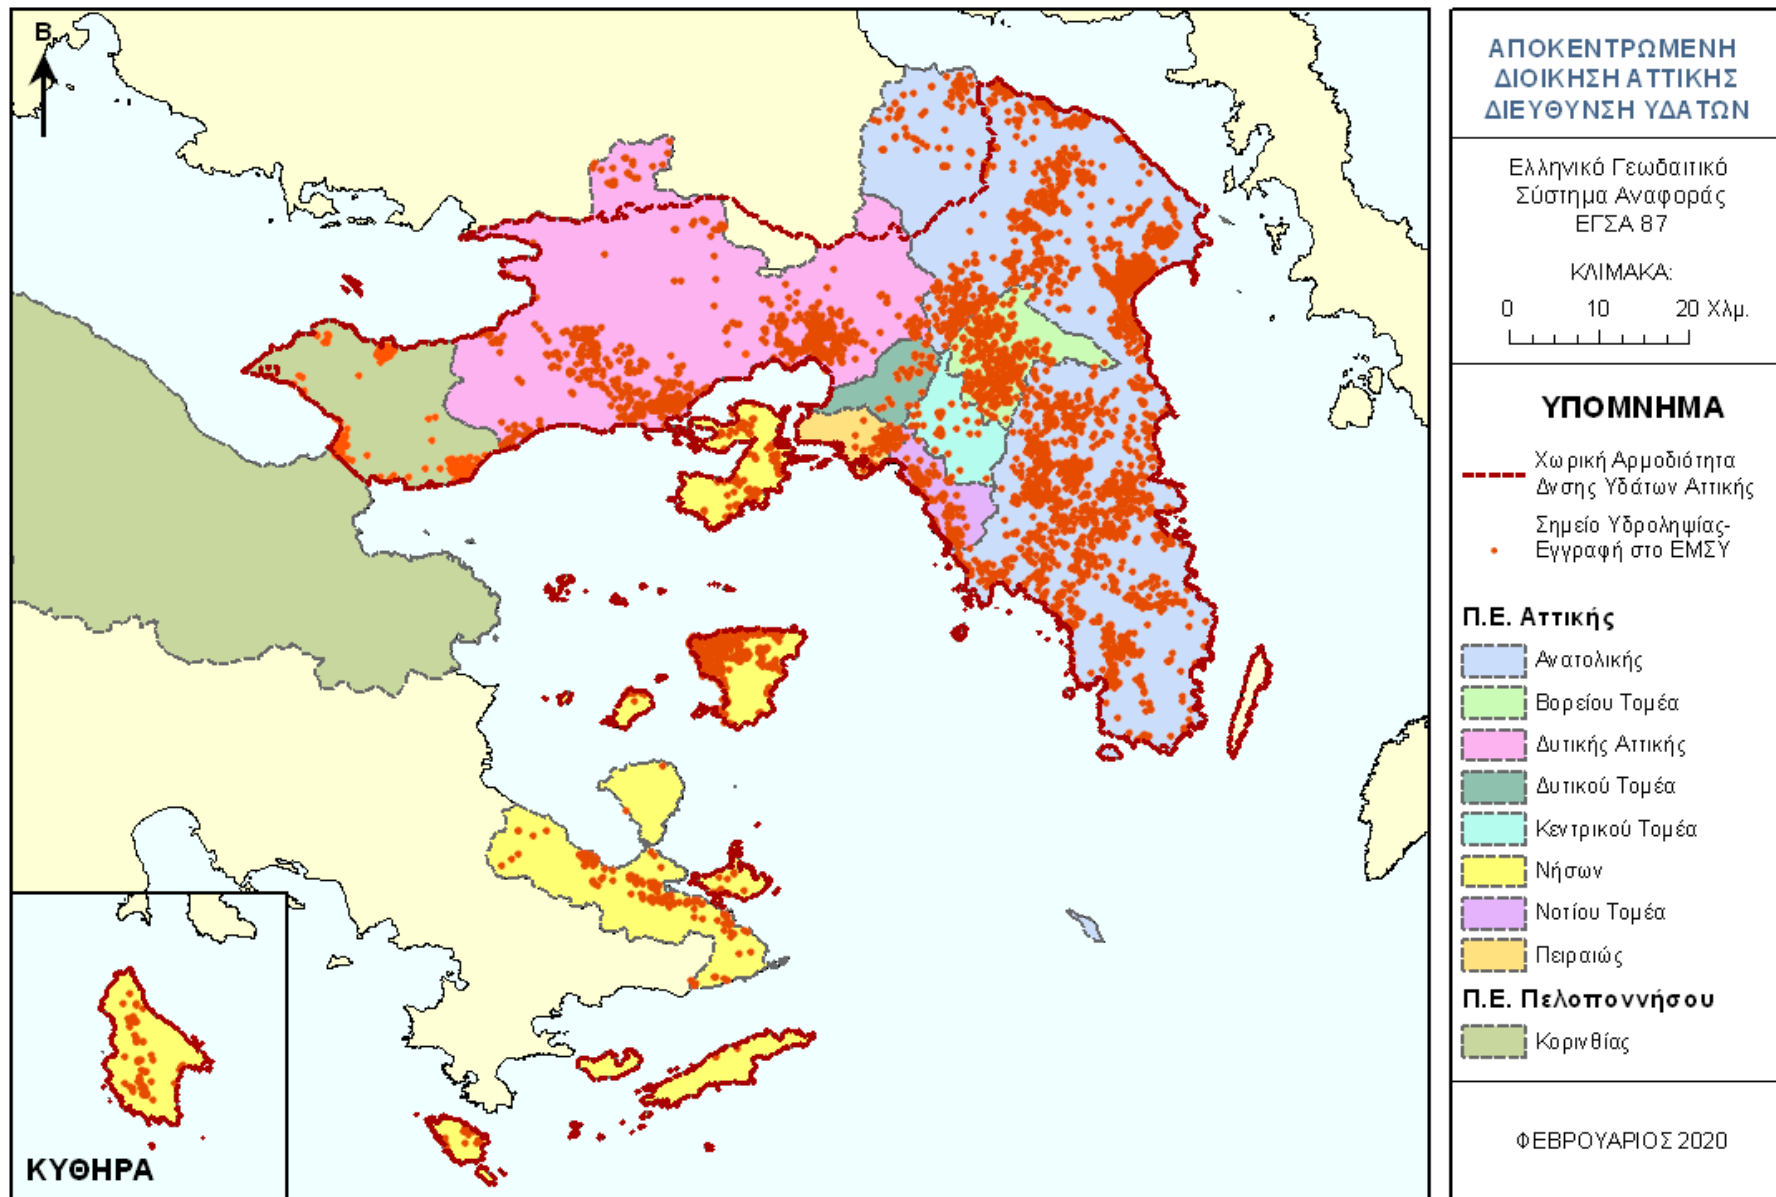 Β
ΚΥΘΗΡΑ
ΑΠΟΚΕΝΤΡΩΜΕΝΗ
ΔΙΟΙΚΗΣΗ ΑΤΤΙΚΗΣ
ΔΙΕΥΘΥΝΣΗ ΥΔΑΤΩΝ
Ελληνικό Γεωδαιτικό
Σύστημα Αναφοράς
ΕΓΣΑ 87
ΚΛΙΜΑΚΑ:
0 10 20 Χλμ.
ΥΠΟΜΝΗΜΑ
Χωρική Αρμοδιότητα
Δνσης Υδάτων Αττικής
Σημείο Υδροληψίας-
Εγγραφή στο ΕΜΣΥ
Π.Ε. Αττικής
Ανατολικής
Βορείου Τομέα
Δυτικής Αττικής
Δυτικού Τομέα
Κεντρικού Τομέα
Νήσων
Νοτίου Τομέα
Πειραιώς
Π.Ε. Πελοποννήσου
Κορινθίας
ΦΕΒΡΟΥΑΡΙΟΣ 2020